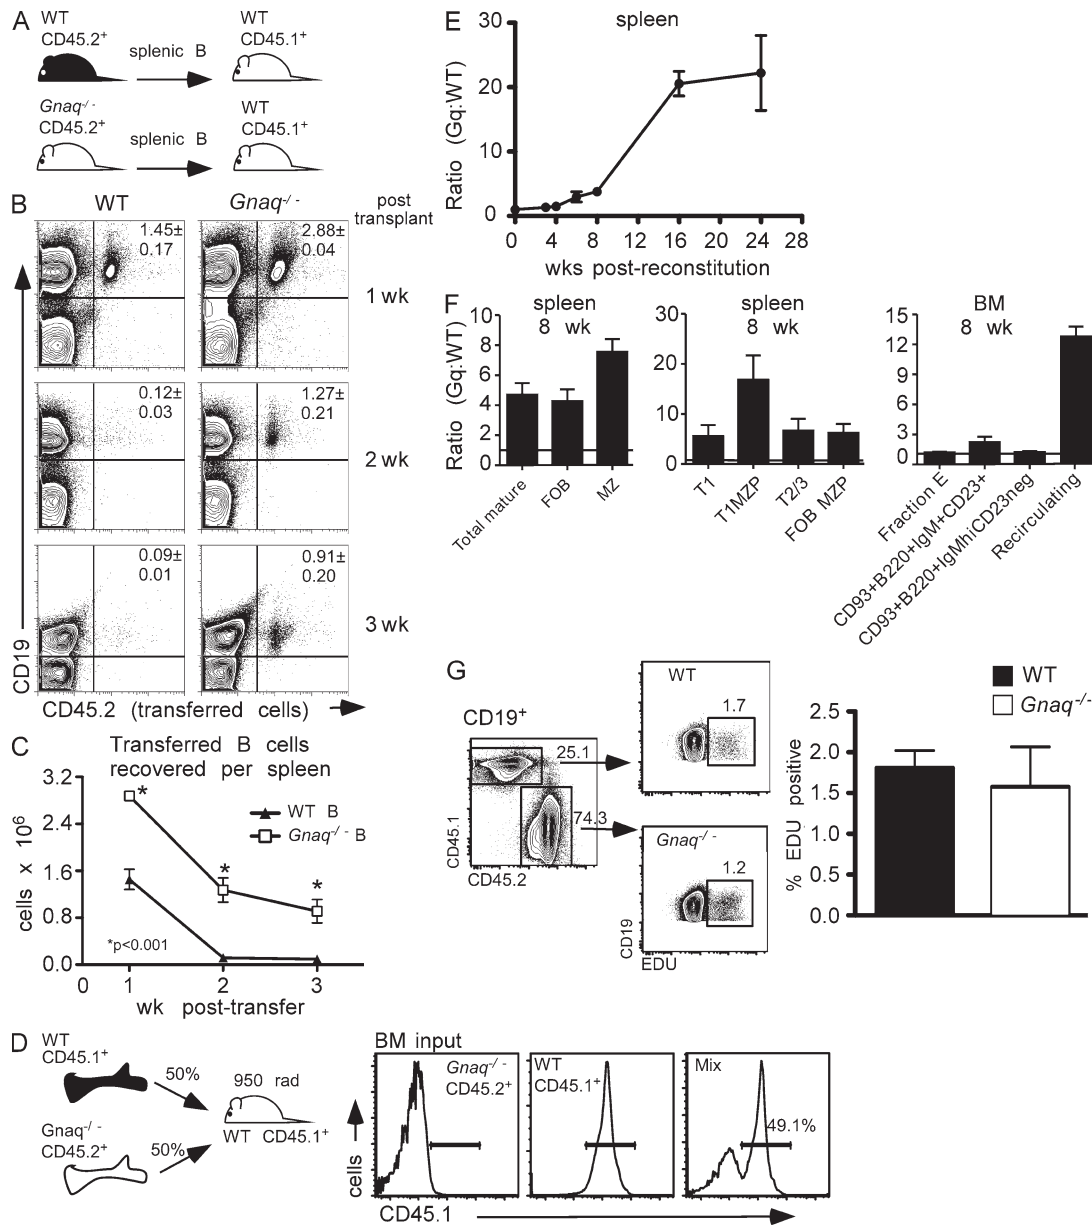 A
WT
CD45.2+
splenic B
WT
CD45.1+
Gnaq-/-
CD45.2+
splenic B
WT
CD45.1+
B
WT
Gnaq-/-
post
transplant
1.45±
0.17
2.88±
0.04
1 wk
0.12±
0.03
1.27±
0.21
2 wk
0.09±
0.01
0.91±
0.20
3 wk
CD19
CD45.2 (transferred cells)
C
Transferred B cells
recovered per spleen
3.2
2.4
1.6
0.8
0.0
cells x 10^6
WT B
Gnaq-/- B
*
*
*
*p<0.001
0 1 2 3
wk post-transfer
D
WT
CD45.1+
50%
Gnaq-/-
CD45.2+
50%
950 rad
WT CD45.1+
BM input
Gnaq-/-
CD45.2+
WT
CD45.1+
Mix
49.1%
cells
CD45.1
E
spleen
30
20
10
0
Ratio (Gq:WT)
0 4 8 12 16 20 24 28
wks post-reconstitution
F
spleen
8 wk
10
8
6
4
2
0
Ratio (Gq:WT)
Total mature
FOB
MZ
spleen
8 wk
30
20
10
0
T1
T1MZP
T2/3
FOB MZP
BM
8 wk
15
12
9
6
3
0
Fraction E
CD93+B220+IgM+CD23+
CD93+B220+IgMhiCD23neg
Recirculating
G
CD19+
25.1
74.3
CD45.1
CD45.2
WT
1.7
Gnaq-/-
1.2
CD19
EDU
WT
Gnaq-/-
2.5
2.0
1.5
1.0
0.5
0.0
% EDU positive